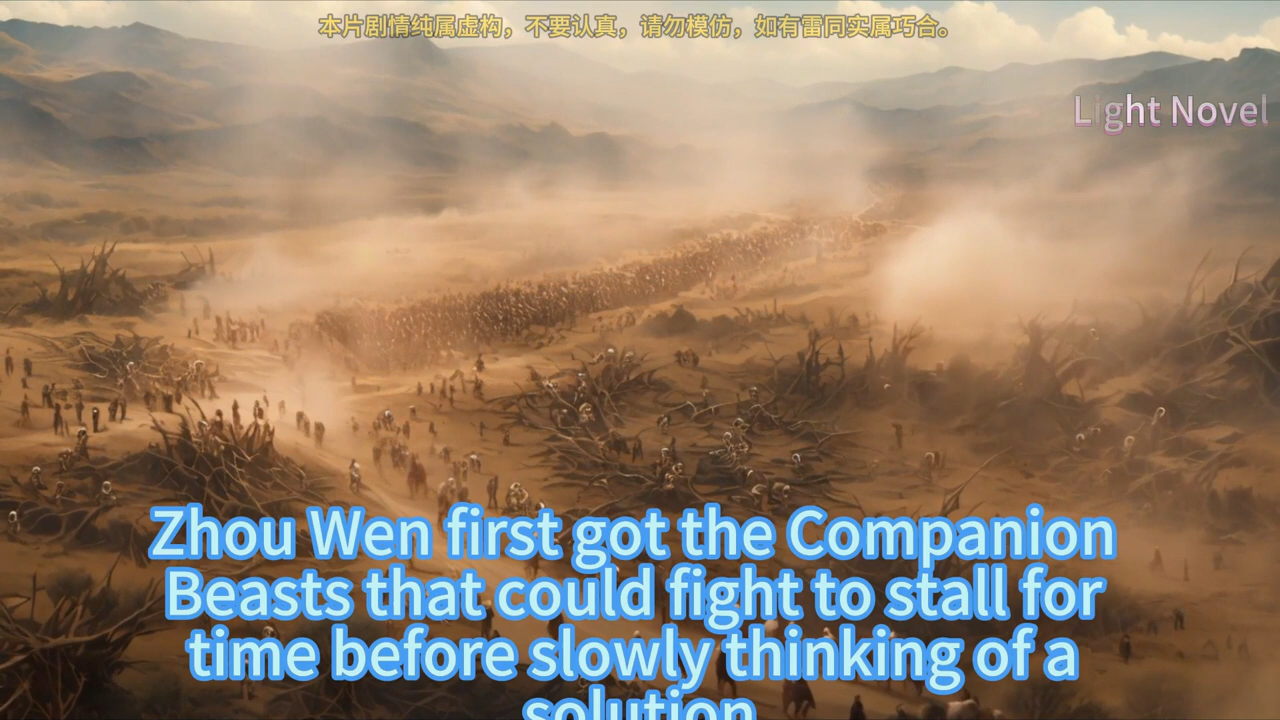 本片剧情纯属虚构，不要认真，请勿模仿，如有雷同实属巧合。
Light Novel
Zhou Wen first got the Companion
Beasts that could fight to stall for
time before slowly thinking of a
solution